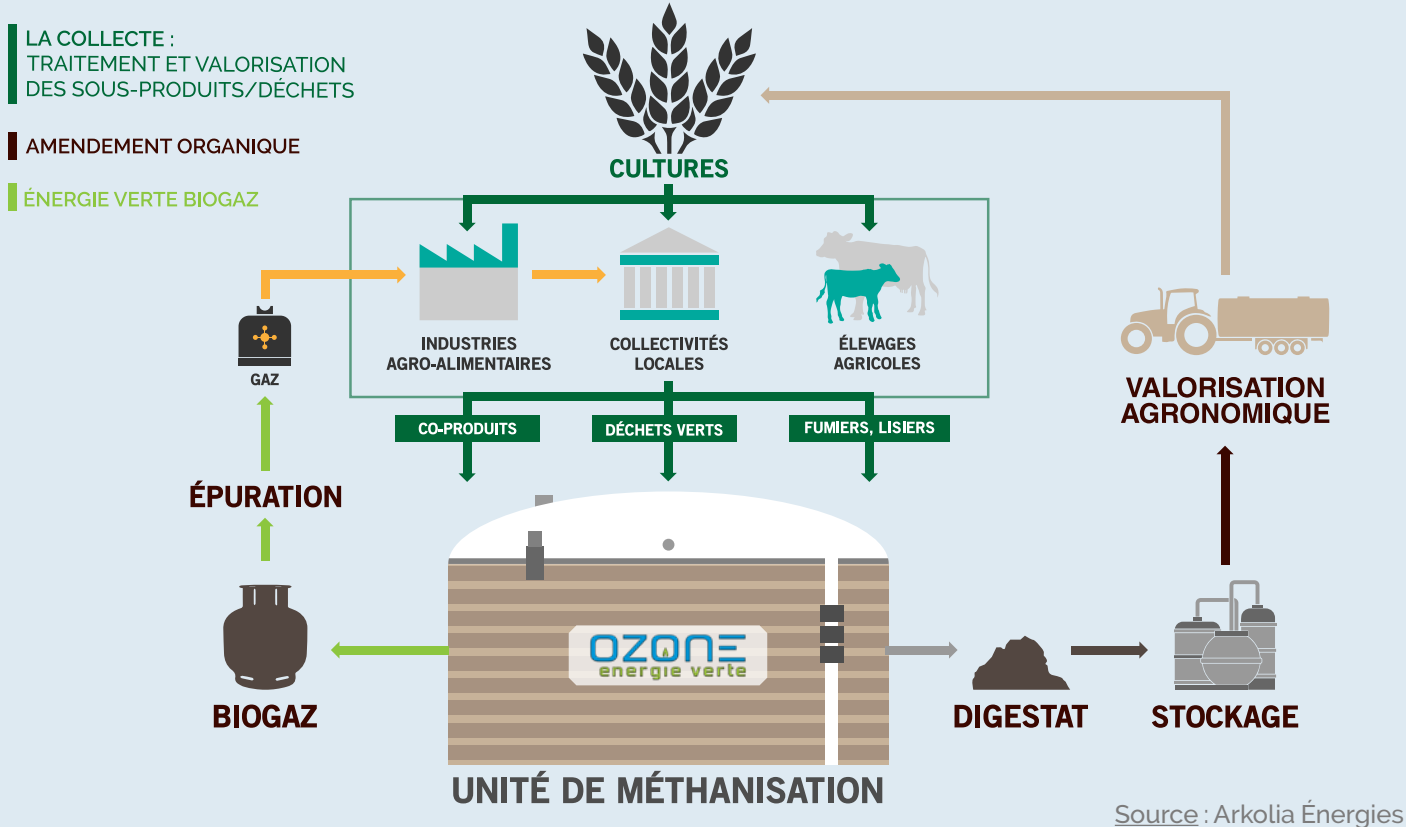 LA COLLECTE :
TRAITEMENT ET VALORISATION
DES SOUS-PRODUITS/DÉCHETS
AMENDEMENT ORGANIQUE
ÉNERGIE VERTE BIOGAZ
CULTURES
INDUSTRIES
AGRO-ALIMENTAIRES
COLLECTIVITÉS
LOCALES
ÉLEVAGES
AGRICOLES
GAZ
CO-PRODUITS
DÉCHETS VERTS
FUMIERS, LISIERS
VALORISATION
AGRONOMIQUE
ÉPURATION
OZONE
energie verte
BIOGAZ
DIGESTAT
STOCKAGE
UNITÉ DE MÉTHANISATION
Source : Arkolia Énergies